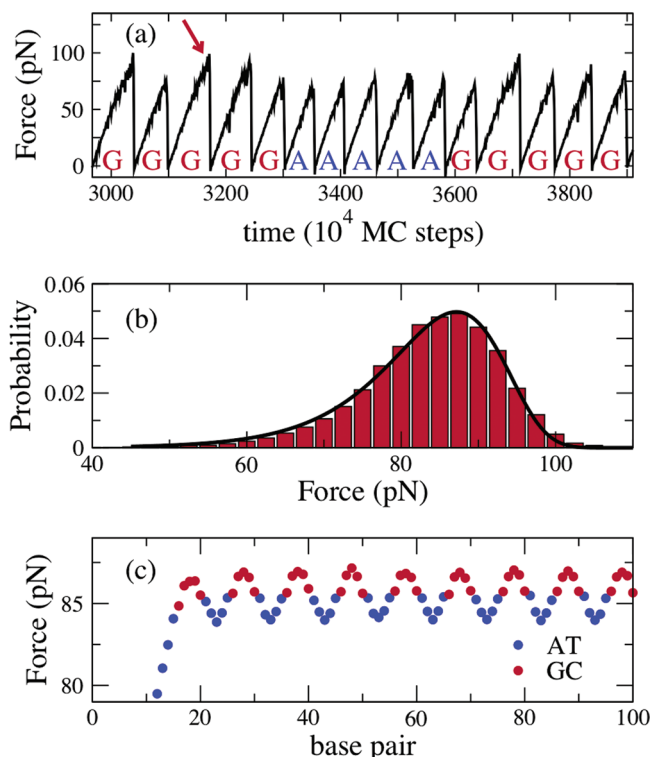 (a)
Force (pN)
100
50
0
G G G G G A A A A A G G G G G
3000 3200 3400 3600 3800
time (10⁴ MC steps)
(b)
Probability
0.06
0.04
0.02
0
40 60 80 100
Force (pN)
(c)
Force (pN)
85
80
AT
GC
0 20 40 60 80 100
base pair